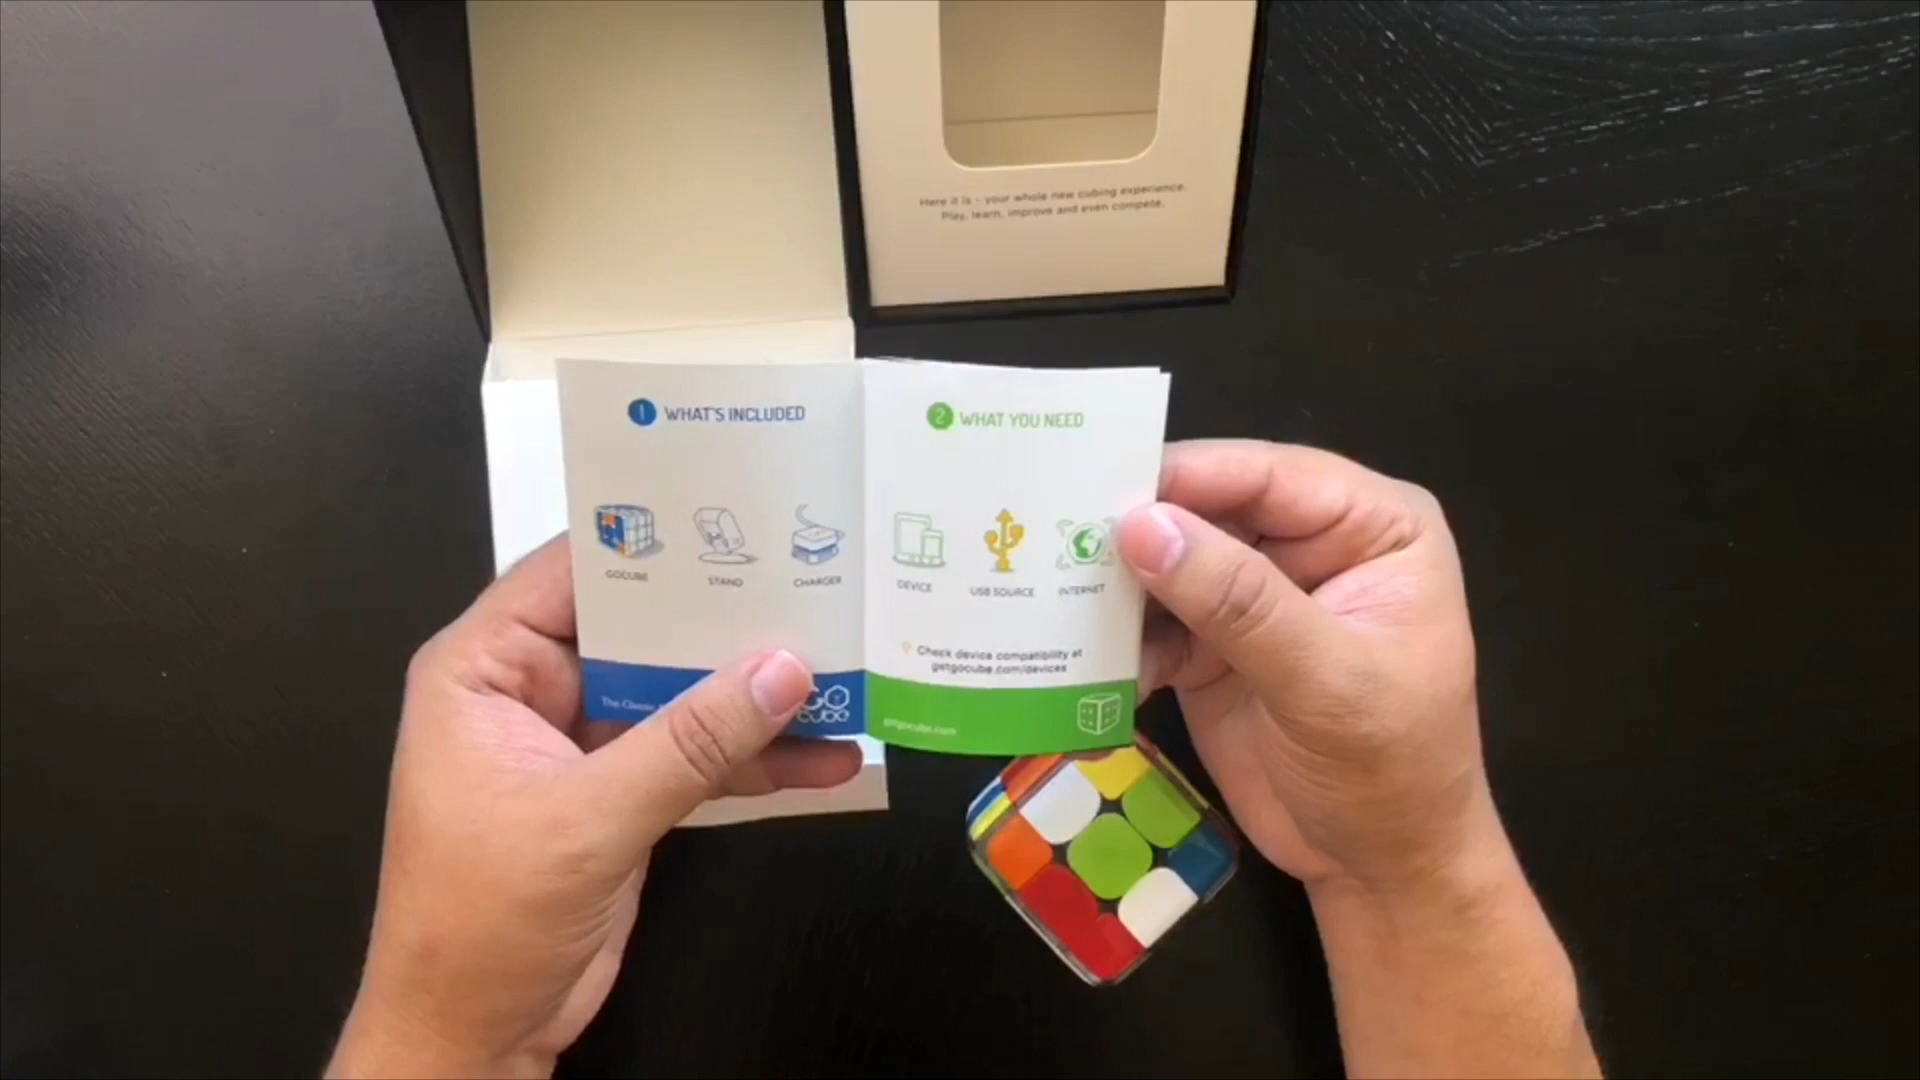 Here it is - your whole new cubing experience.
Play, learn, improve and even compete.
1 WHAT'S INCLUDED
GOCUBE
STAND
CHARGER
The Classic
GO
CUBE
2 WHAT YOU NEED
DEVICE
USB SOURCE
INTERNET
Check device compatibility at
getgocube.com/devices
getgocube.com